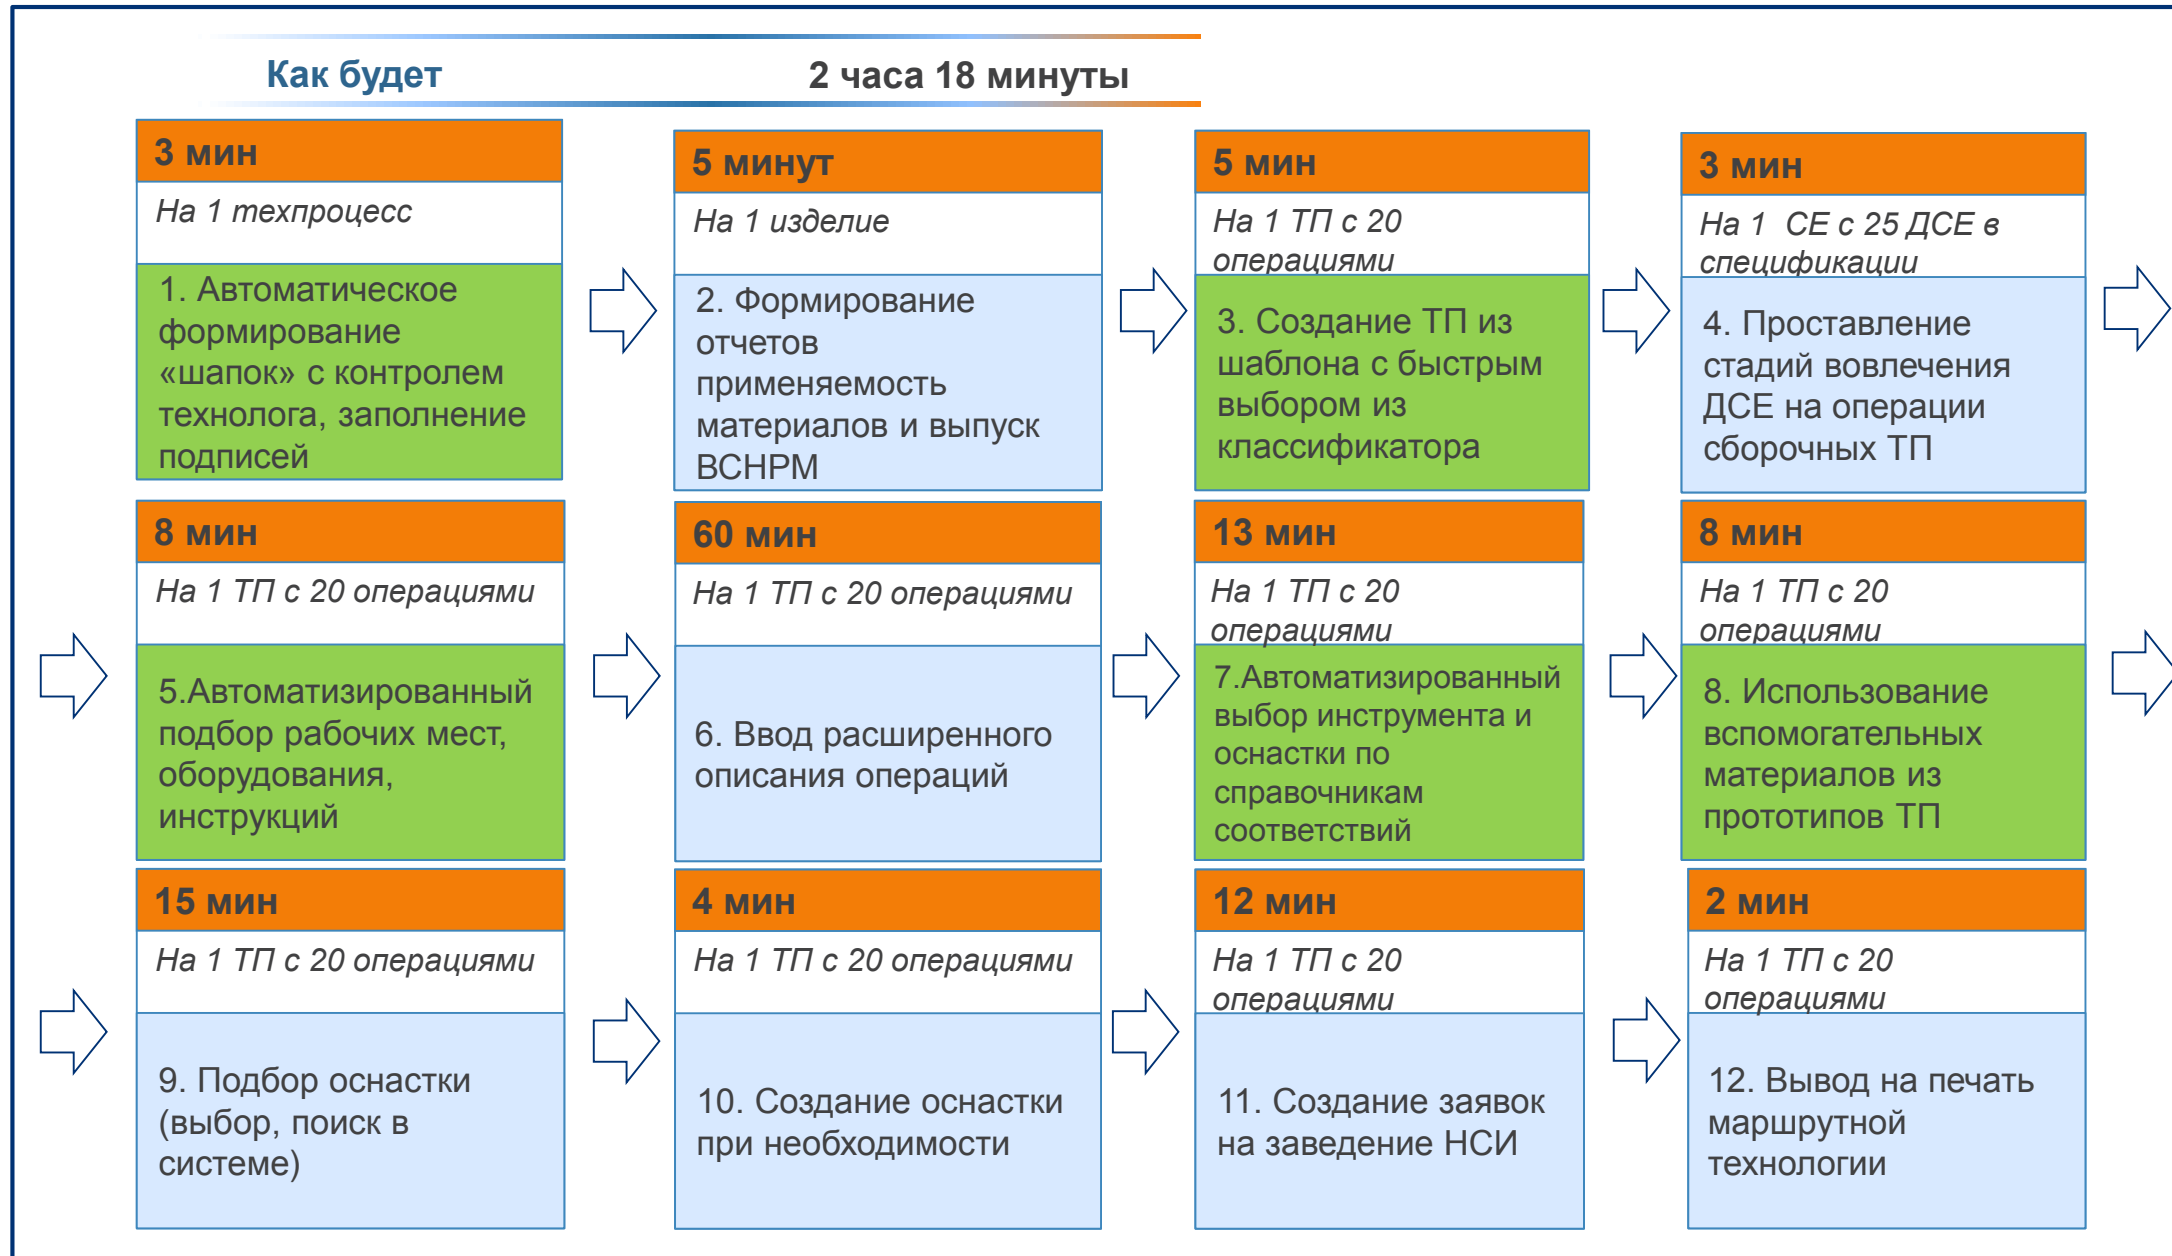 Как будет
2 часа 18 минуты
3 мин
На 1 техпроцесс
1. Автоматическое
формирование
«шапок» с контролем
технолога, заполнение
подписей
5 минут
На 1 изделие
2. Формирование
отчетов
применяемость
материалов и выпуск
ВСНРМ
5 мин
На 1 ТП с 20
операциями
3. Создание ТП из
шаблона с быстрым
выбором из
классификатора
3 мин
На 1 СЕ с 25 ДСЕ в
спецификации
4. Проставление
стадий вовлечения
ДСЕ на операции
сборочных ТП
8 мин
На 1 ТП с 20 операциями
5.Автоматизированный
подбор рабочих мест,
оборудования,
инструкций
60 мин
На 1 ТП с 20 операциями
6. Ввод расширенного
описания операций
13 мин
На 1 ТП с 20
операциями
7.Автоматизированный
выбор инструмента и
оснастки по
справочникам
соответствий
8 мин
На 1 ТП с 20
операциями
8. Использование
вспомогательных
материалов из
прототипов ТП
15 мин
На 1 ТП с 20 операциями
9. Подбор оснастки
(выбор, поиск в
системе)
4 мин
На 1 ТП с 20 операциями
10. Создание оснастки
при необходимости
12 мин
На 1 ТП с 20
операциями
11. Создание заявок
на заведение НСИ
2 мин
На 1 ТП с 20
операциями
12. Вывод на печать
маршрутной
технологии